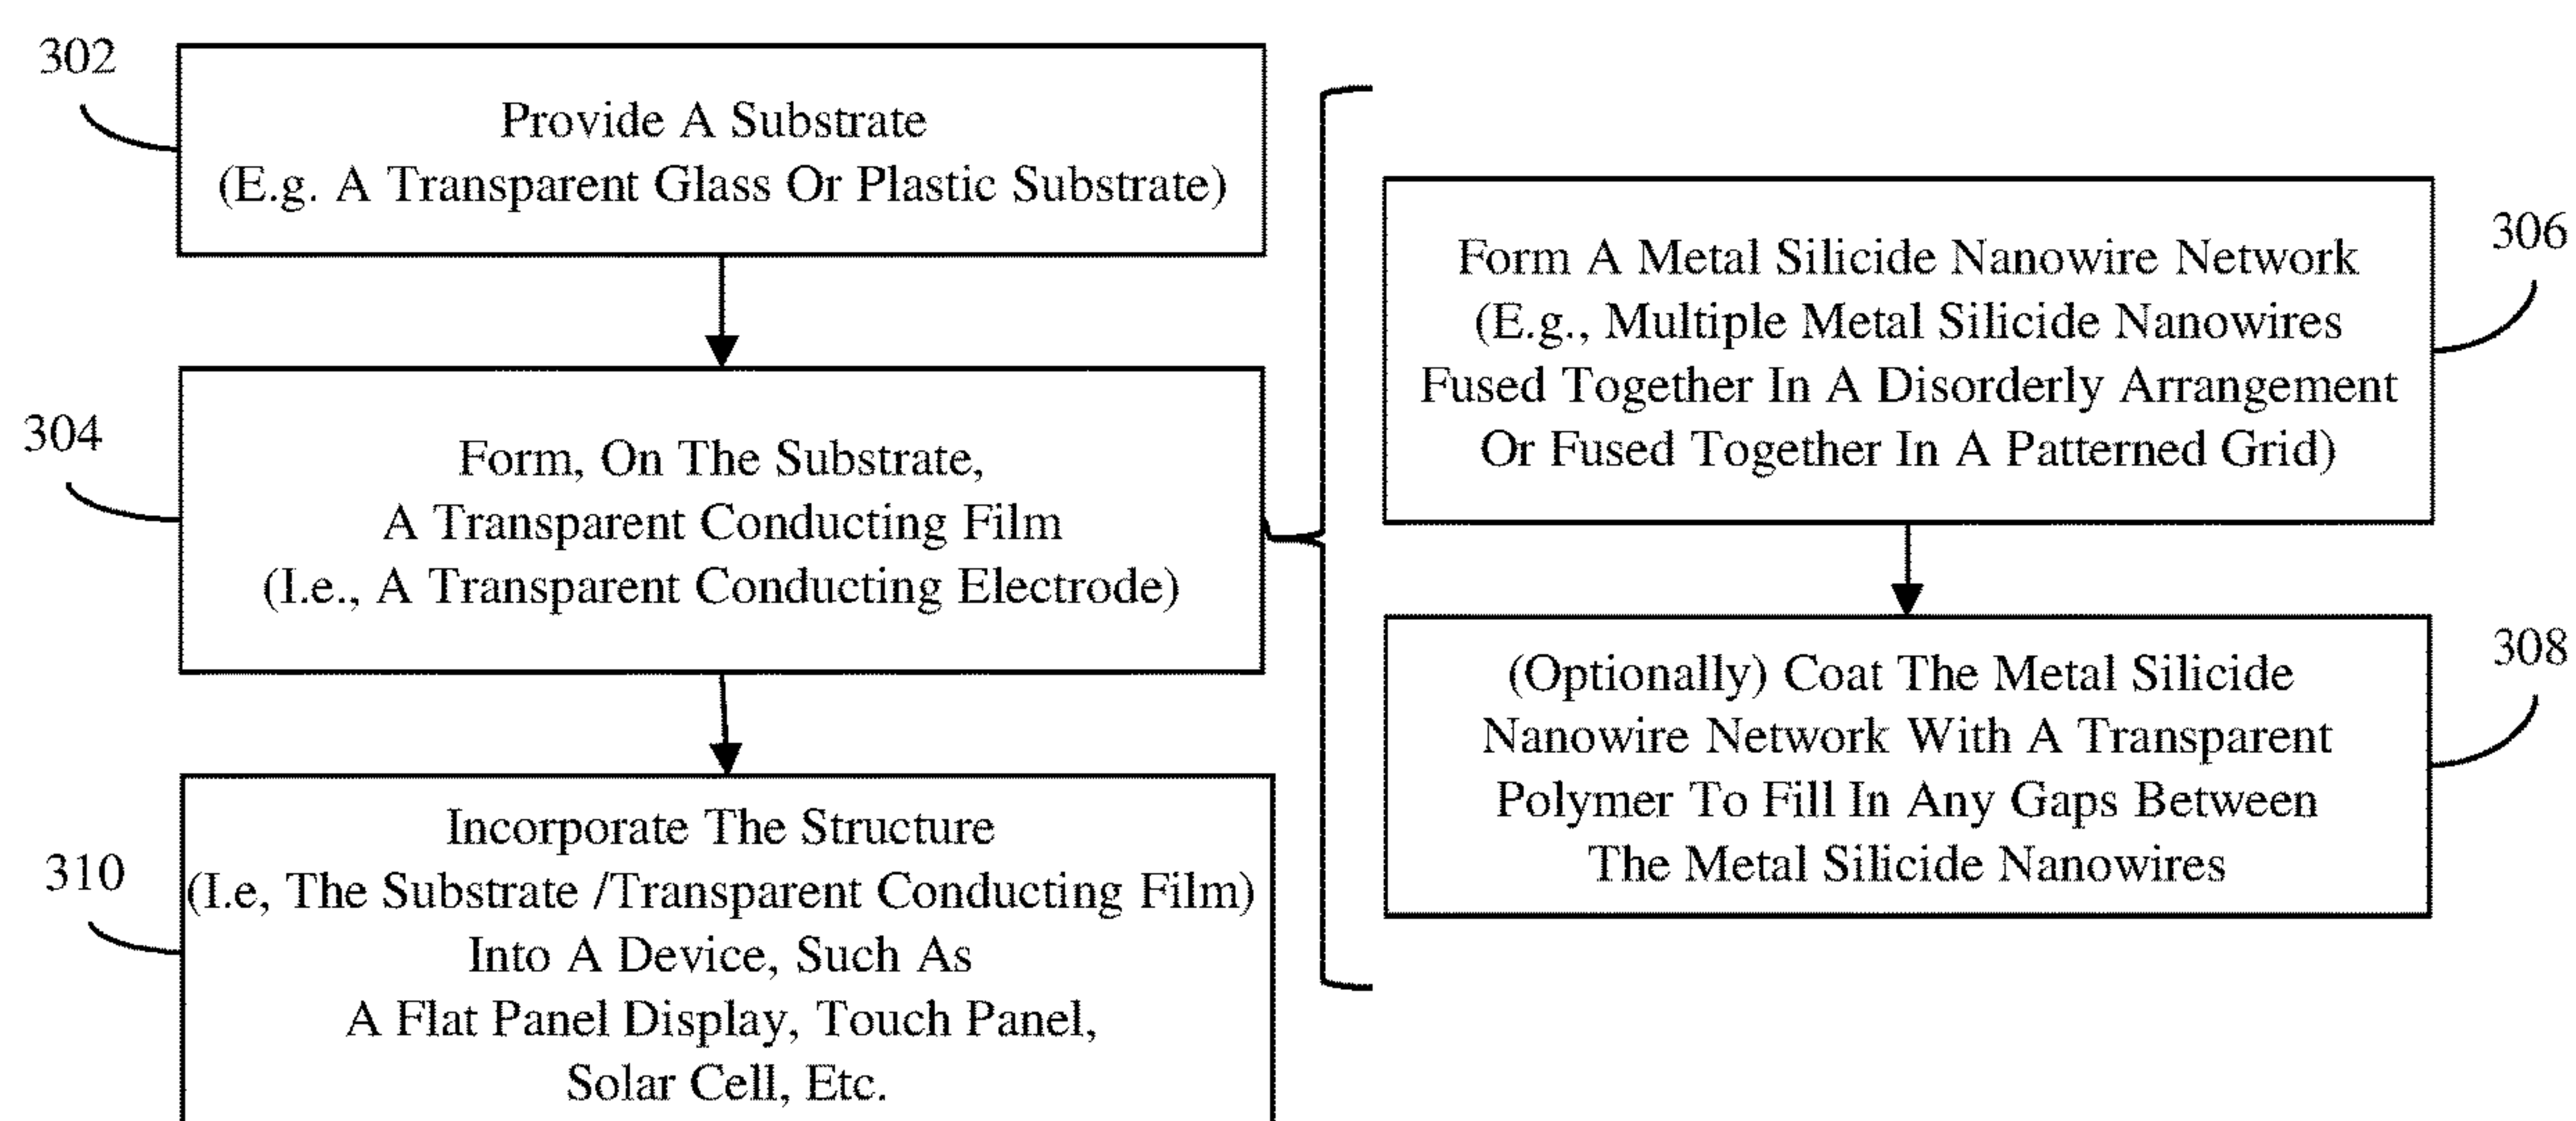 302
Provide A Substrate
(E.g. A Transparent Glass Or Plastic Substrate)
304
Form, On The Substrate,
A Transparent Conducting Film
(I.e., A Transparent Conducting Electrode)
306
Form A Metal Silicide Nanowire Network
(E.g., Multiple Metal Silicide Nanowires
Fused Together In A Disorderly Arrangement
Or Fused Together In A Patterned Grid)
308
(Optionally) Coat The Metal Silicide
Nanowire Network With A Transparent
Polymer To Fill In Any Gaps Between
The Metal Silicide Nanowires
310
Incorporate The Structure
(I.e, The Substrate /Transparent Conducting Film)
Into A Device, Such As
A Flat Panel Display, Touch Panel,
Solar Cell, Etc.